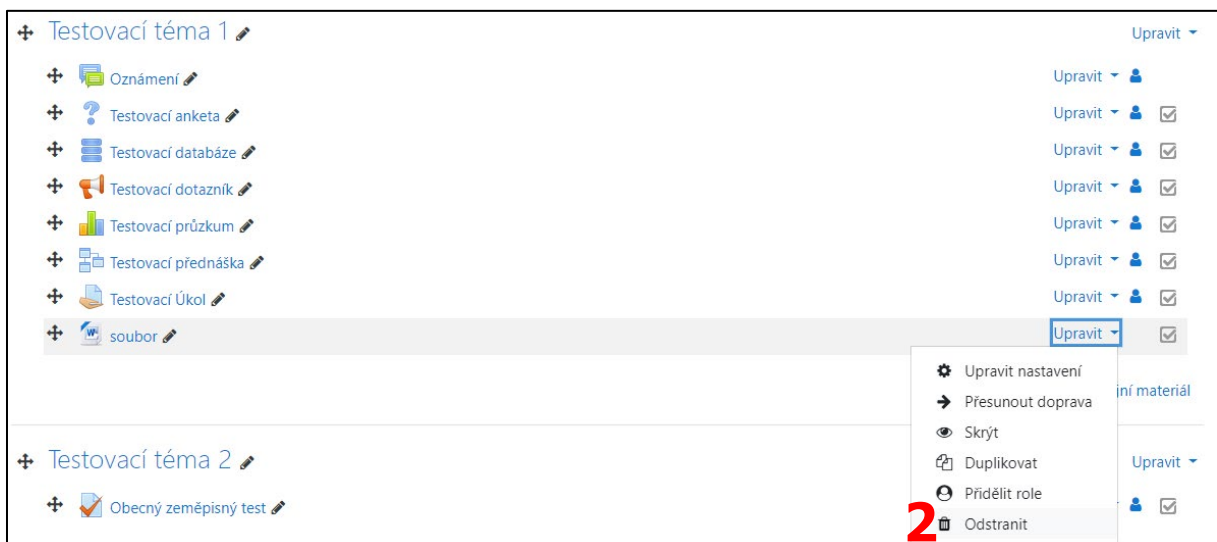 Testovací téma 1 Upravit
Oznámení Upravit
Testovací anketa Upravit
Testovací databáze Upravit
Testovací dotazník Upravit
Testovací průzkum Upravit
Testovací přednáška Upravit
Testovací Úkol Upravit
soubor Upravit
Upravit nastavení
jní materiál
Přesunout doprava
Skrýt
Testovací téma 2 Upravit
Duplikovat
Přidělit role
Obecný zeměpisný test
2 Odstranit